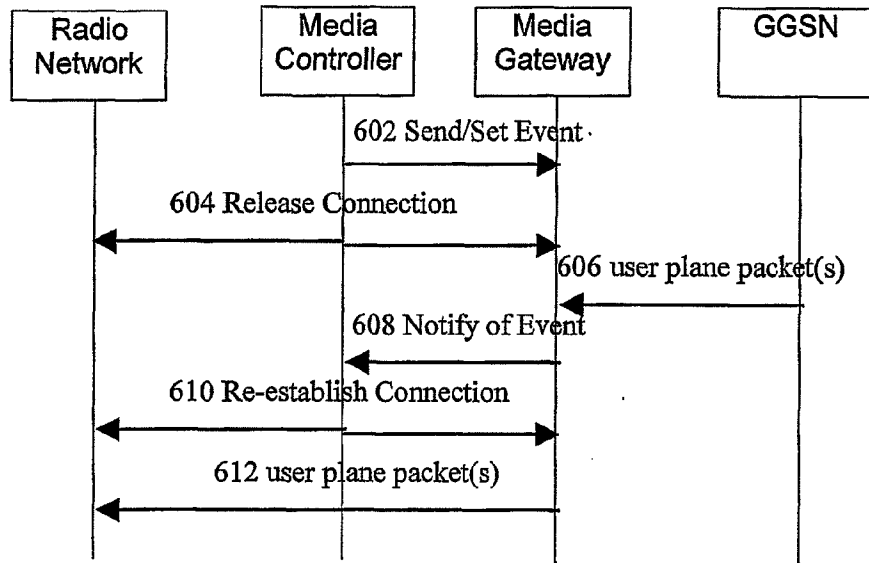 Radio
Network
Media
Controller
Media
Gateway
GGSN
602 Send/Set Event
604 Release Connection
606 user plane packet(s)
608 Notify of Event
610 Re-establish Connection
612 user plane packet(s)